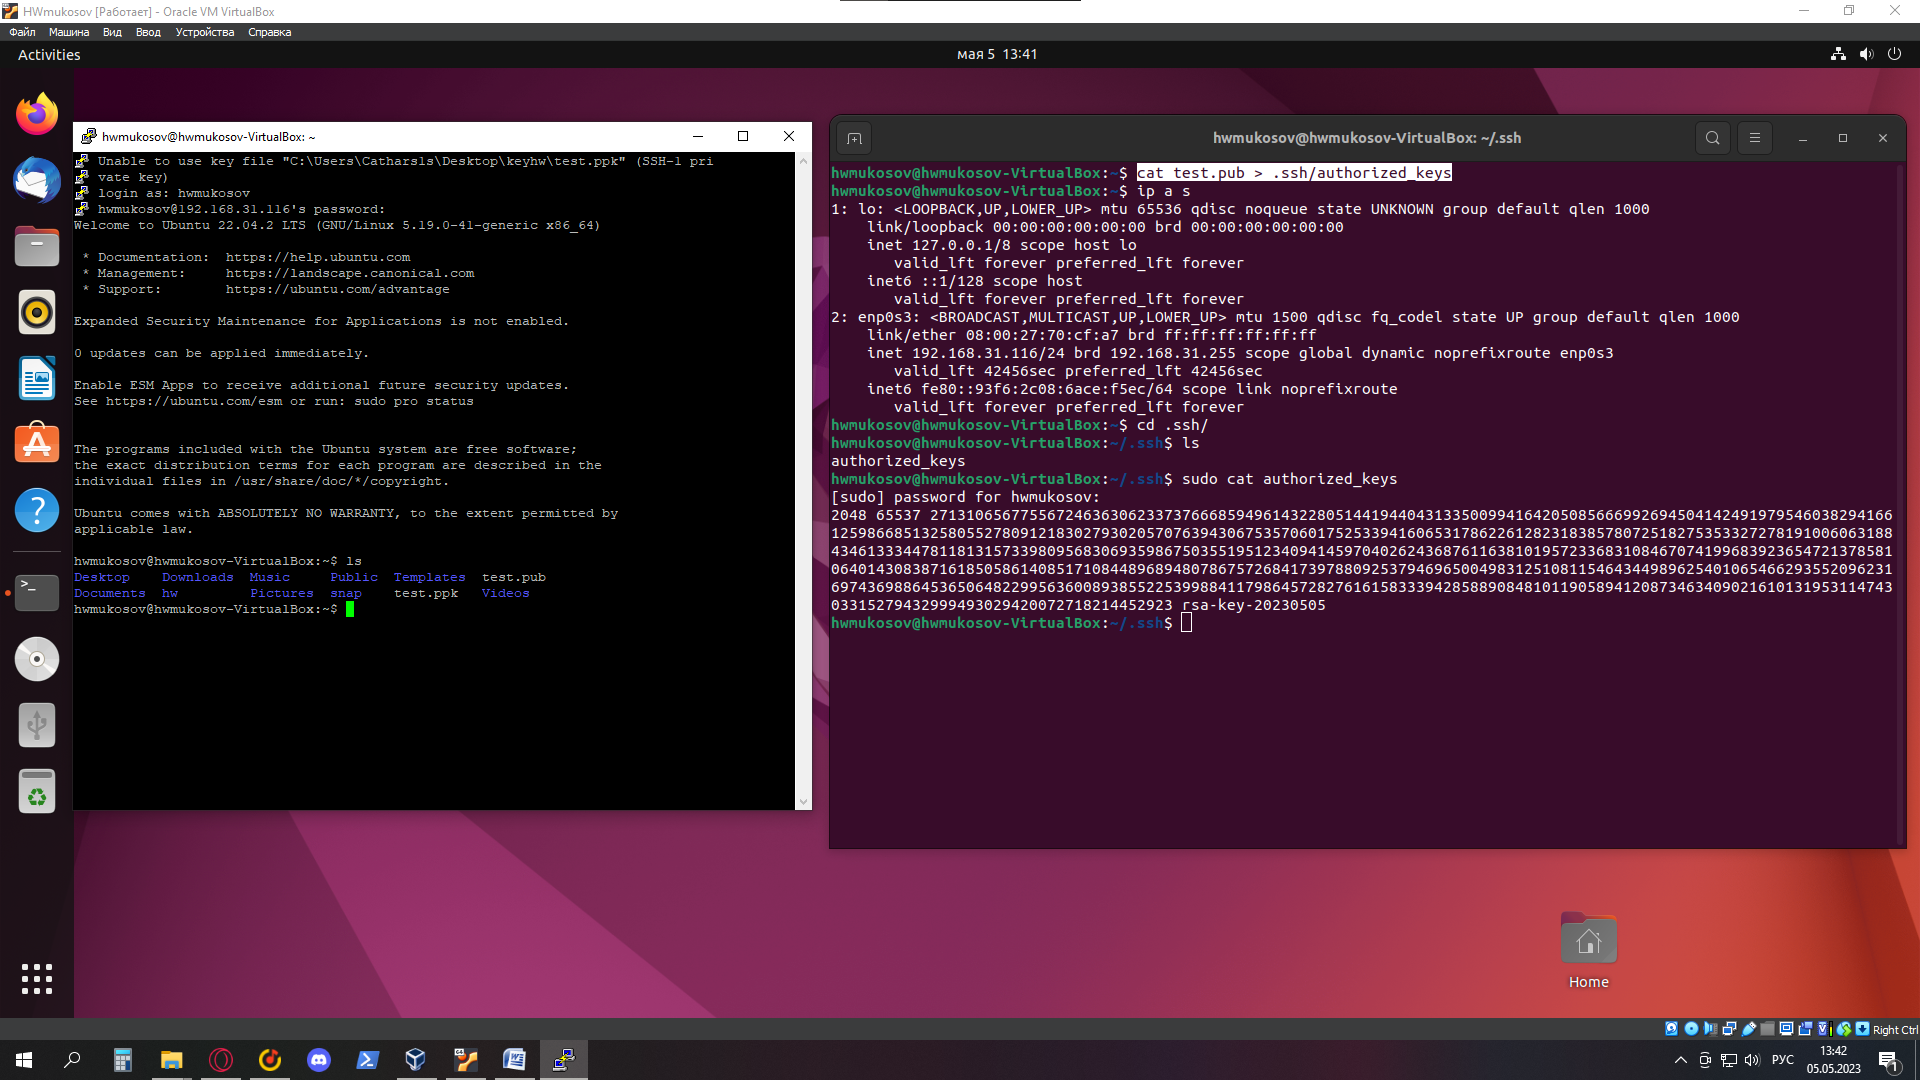 HWmukosov [Работает] - Oracle VM VirtualBox
Файл Машина Вид Ввод Устройства Справка
Activities
мая 5 13:41
hwmukosov@hwmukosov-VirtualBox: ~
Unable to use key file "C:\Users\Cathars1s\Desktop\keyhw\test.ppk" (SSH-1 pri
vate key)
login as: hwmukosov
hwmukosov@192.168.31.116's password:
Welcome to Ubuntu 22.04.2 LTS (GNU/Linux 5.19.0-41-generic x86_64)
* Documentation: https://help.ubuntu.com
* Management: https://landscape.canonical.com
* Support: https://ubuntu.com/advantage
Expanded Security Maintenance for Applications is not enabled.
0 updates can be applied immediately.
Enable ESM Apps to receive additional future security updates.
See https://ubuntu.com/esm or run: sudo pro status
The programs included with the Ubuntu system are free software;
the exact distribution terms for each program are described in the
individual files in /usr/share/doc/*/copyright.
Ubuntu comes with ABSOLUTELY NO WARRANTY, to the extent permitted by
applicable law.
hwmukosov@hwmukosov-VirtualBox:~$ ls
Desktop Downloads Music Public Templates test.pub
Documents hw Pictures snap test.ppk Videos
hwmukosov@hwmukosov-VirtualBox:~$
hwmukosov@hwmukosov-VirtualBox: ~/.ssh
hwmukosov@hwmukosov-VirtualBox:~$ cat test.pub > .ssh/authorized_keys
hwmukosov@hwmukosov-VirtualBox:~$ ip a s
1: lo: <LOOPBACK,UP,LOWER_UP> mtu 65536 qdisc noqueue state UNKNOWN group default qlen 1000
link/loopback 00:00:00:00:00:00 brd 00:00:00:00:00:00
inet 127.0.0.1/8 scope host lo
valid_lft forever preferred_lft forever
inet6 ::1/128 scope host
valid_lft forever preferred_lft forever
2: enp0s3: <BROADCAST,MULTICAST,UP,LOWER_UP> mtu 1500 qdisc fq_codel state UP group default qlen 1000
link/ether 08:00:27:70:cf:a7 brd ff:ff:ff:ff:ff:ff
inet 192.168.31.116/24 brd 192.168.31.255 scope global dynamic noprefixroute enp0s3
valid_lft 42456sec preferred_lft 42456sec
inet6 fe80::93f6:2c08:6ace:f5ec/64 scope link noprefixroute
valid_lft forever preferred_lft forever
hwmukosov@hwmukosov-VirtualBox:~$ cd .ssh/
hwmukosov@hwmukosov-VirtualBox:~/.ssh$ ls
authorized_keys
hwmukosov@hwmukosov-VirtualBox:~/.ssh$ sudo cat authorized_keys
[sudo] password for hwmukosov:
2048 65537
rsa-key-20230505
hwmukosov@hwmukosov-VirtualBox:~/.ssh$
Home
Right Ctrl
РУС
13:42
05.05.2023
1